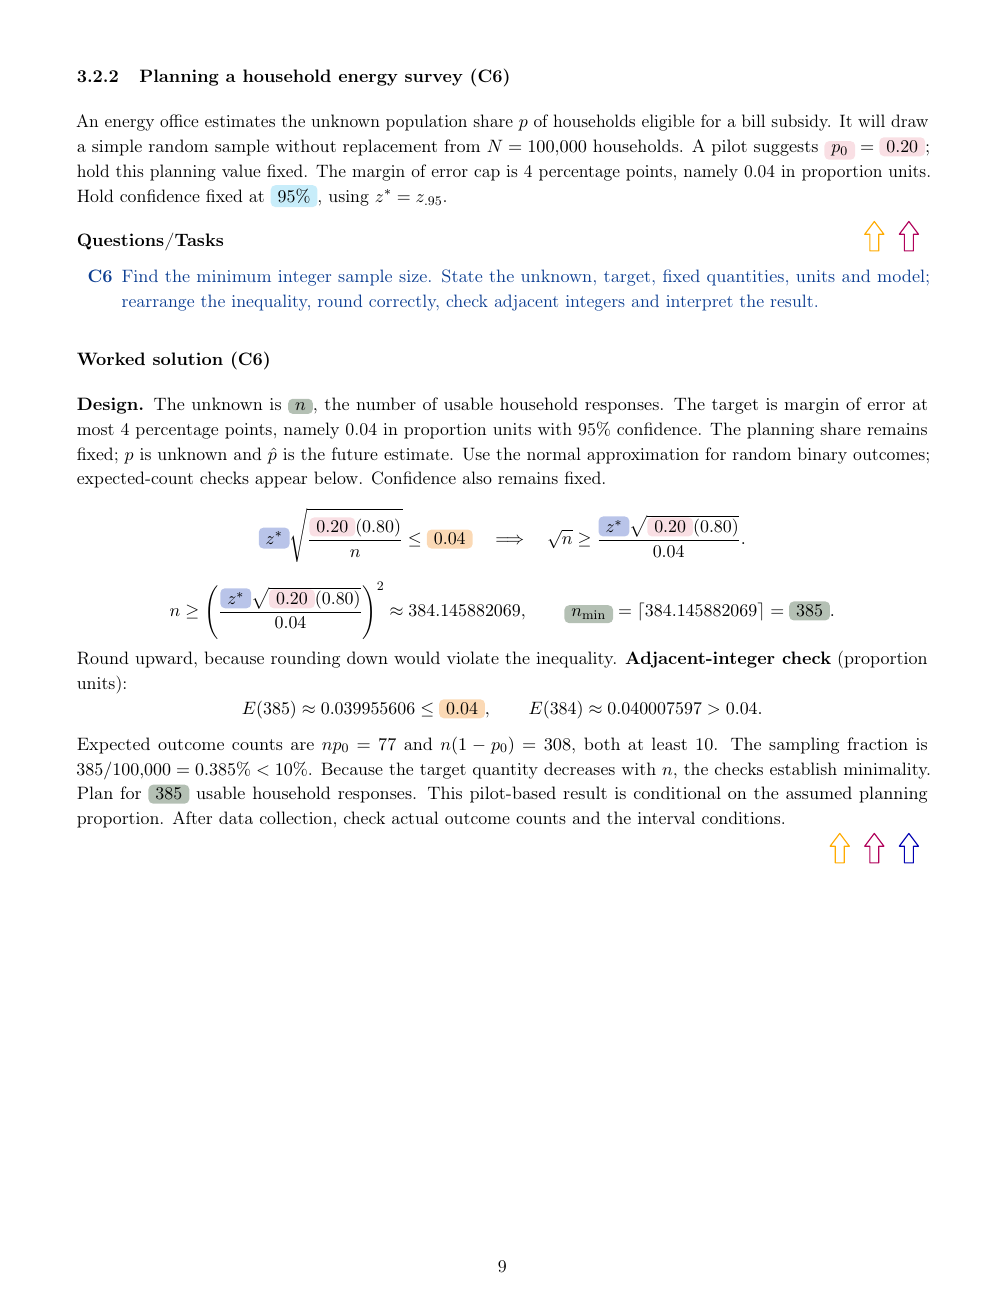 3.2.2 Planning a household energy survey (C6)
An energy office estimates the unknown population share p of households eligible for a bill subsidy. It will draw
a simple random sample without replacement from N = 100,000 households. A pilot suggests p₀ = 0.20 ;
hold this planning value fixed. The margin of error cap is 4 percentage points, namely 0.04 in proportion units.
Hold confidence fixed at 95% , using z* = z.₉₅.
Questions/Tasks
C6 Find the minimum integer sample size. State the unknown, target, fixed quantities, units and model;
rearrange the inequality, round correctly, check adjacent integers and interpret the result.
Worked solution (C6)
Design. The unknown is n , the number of usable household responses. The target is margin of error at
most 4 percentage points, namely 0.04 in proportion units with 95% confidence. The planning share remains
fixed; p is unknown and p̂ is the future estimate. Use the normal approximation for random binary outcomes;
expected-count checks appear below. Confidence also remains fixed.
z* √( 0.20 (0.80) / n ) ≤ 0.04 ⟹ √n ≥ z* √( 0.20 (0.80) ) / 0.04 .
n ≥ ( z* √( 0.20 (0.80) ) / 0.04 )² ≈ 384.145882069, n_min = ⌈384.145882069⌉ = 385 .
Round upward, because rounding down would violate the inequality. Adjacent-integer check (proportion
units):
E(385) ≈ 0.039955606 ≤ 0.04 , E(384) ≈ 0.040007597 > 0.04.
Expected outcome counts are np₀ = 77 and n(1 − p₀) = 308, both at least 10. The sampling fraction is
385/100,000 = 0.385% < 10%. Because the target quantity decreases with n, the checks establish minimality.
Plan for 385 usable household responses. This pilot-based result is conditional on the assumed planning
proportion. After data collection, check actual outcome counts and the interval conditions.
9